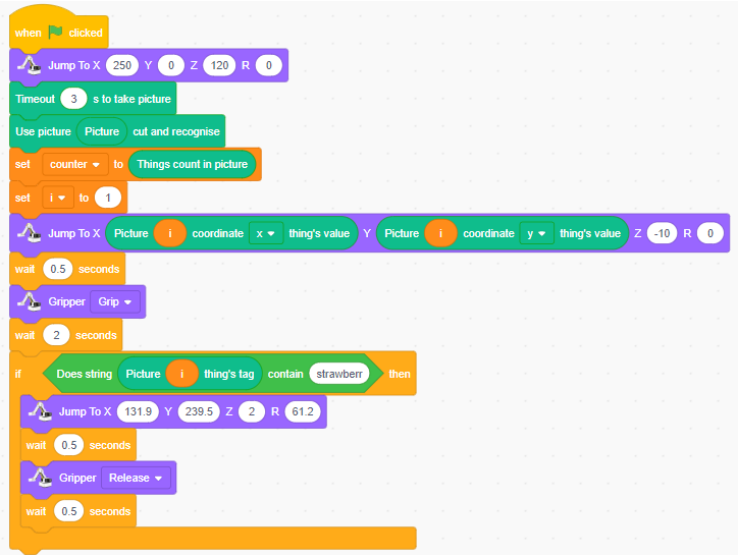 when clicked
Jump To X 250 Y 0 Z 120 R 0
Timeout 3 s to take picture
Use picture Picture cut and recognise
set counter to Things count in picture
set i to 1
Jump To X Picture i coordinate x thing's value Y Picture i coordinate y thing's value Z -10 R 0
wait 0.5 seconds
Gripper Grip
wait 2 seconds
if Does string Picture i thing's tag contain strawberr then
Jump To X 131.9 Y 239.5 Z 2 R 61.2
wait 0.5 seconds
Gripper Release
wait 0.5 seconds